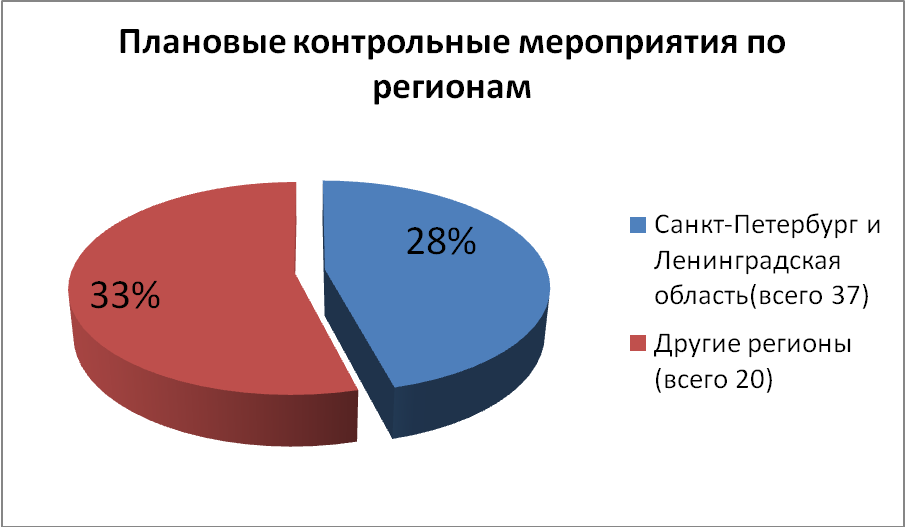 Плановые контрольные мероприятия по
регионам
28%
33%
Санкт-Петербург и
Ленинградская
область(всего 37)
Другие регионы
(всего 20)